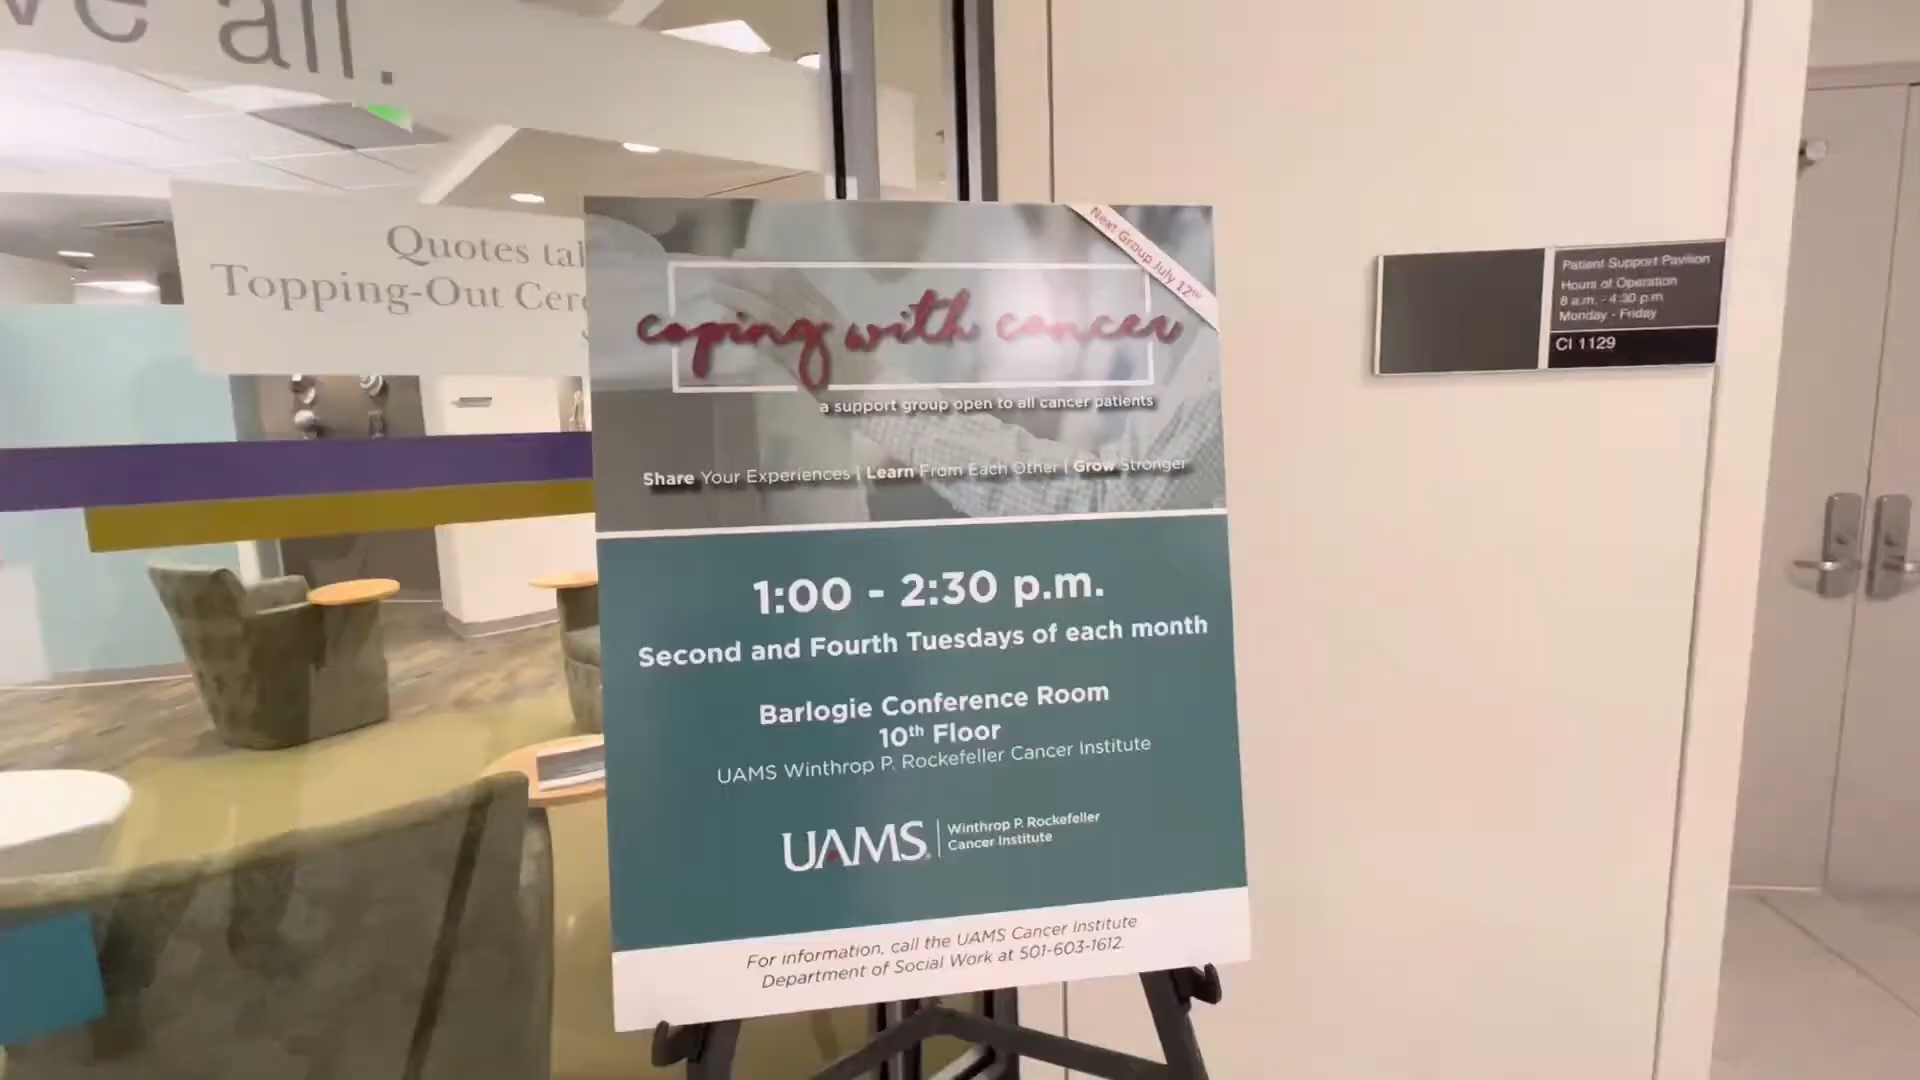 ve all.
Quotes tal
Topping-Out Cer
Next Group July 12th
coping with cancer
a support group open to all cancer patients
Share Your Experiences | Learn From Each Other | Grow Stronger
1:00 - 2:30 p.m.
Second and Fourth Tuesdays of each month
Barlogie Conference Room
10th Floor
UAMS Winthrop P. Rockefeller Cancer Institute
UAMS
Winthrop P. Rockefeller
Cancer Institute
For information, call the UAMS Cancer Institute
Department of Social Work at 501-603-1612.
Patient Support Pavilion
Hours of Operation
8 a.m. - 4:30 p.m.
Monday - Friday
CI 1129